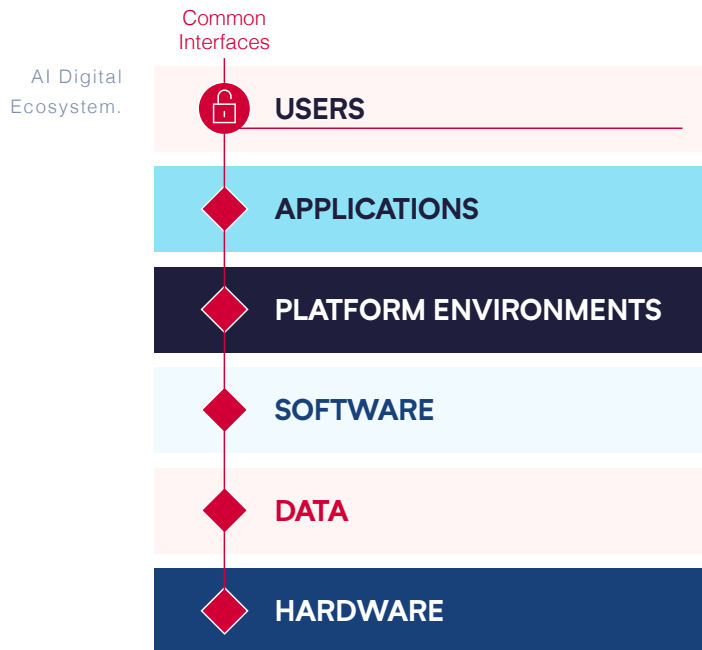 Common
Interfaces
AI Digital
Ecosystem.
USERS
APPLICATIONS
PLATFORM ENVIRONMENTS
SOFTWARE
DATA
HARDWARE